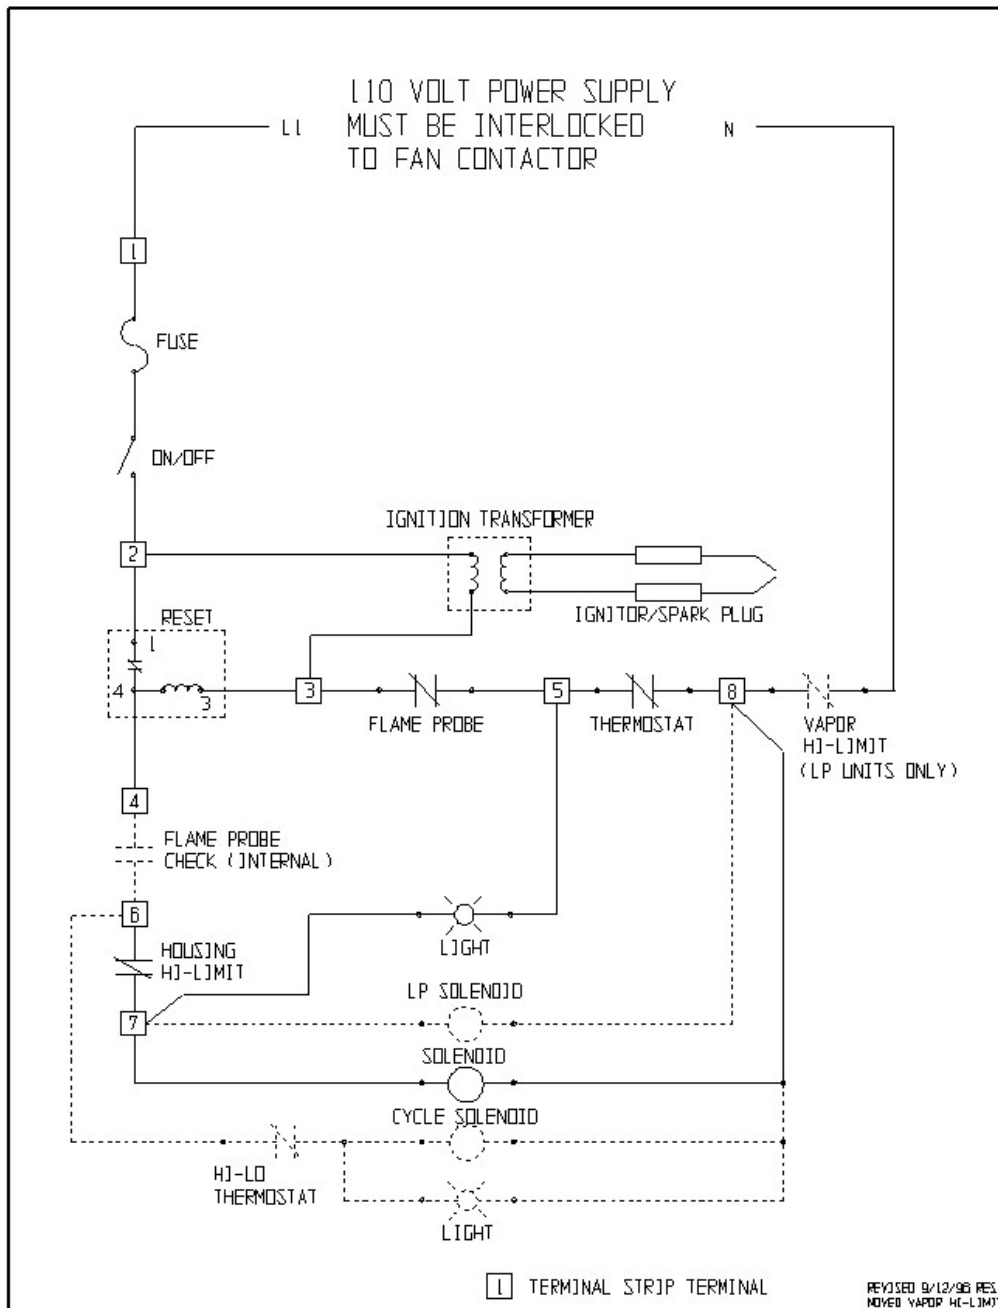 110 VOLT POWER SUPPLY
L1 MUST BE INTERLOCKED N
TO FAN CONTACTOR
1
FUSE
ON/OFF
IGNITION TRANSFORMER
2
IGNITOR/SPARK PLUG
RESET
1
4 3
3
5
8
FLAME PROBE
THERMOSTAT
VAPOR
HI-LIMIT
(LP UNITS ONLY)
4
FLAME PROBE
CHECK (INTERNAL)
6
LIGHT
HOUSING
HI-LIMIT
LP SOLENOID
7
SOLENOID
CYCLE SOLENOID
HI-LO
THERMOSTAT
LIGHT
1 TERMINAL STRIP TERMINAL
REVISED 9/12/96 RES
MOVED VAPOR HI-LIMIT